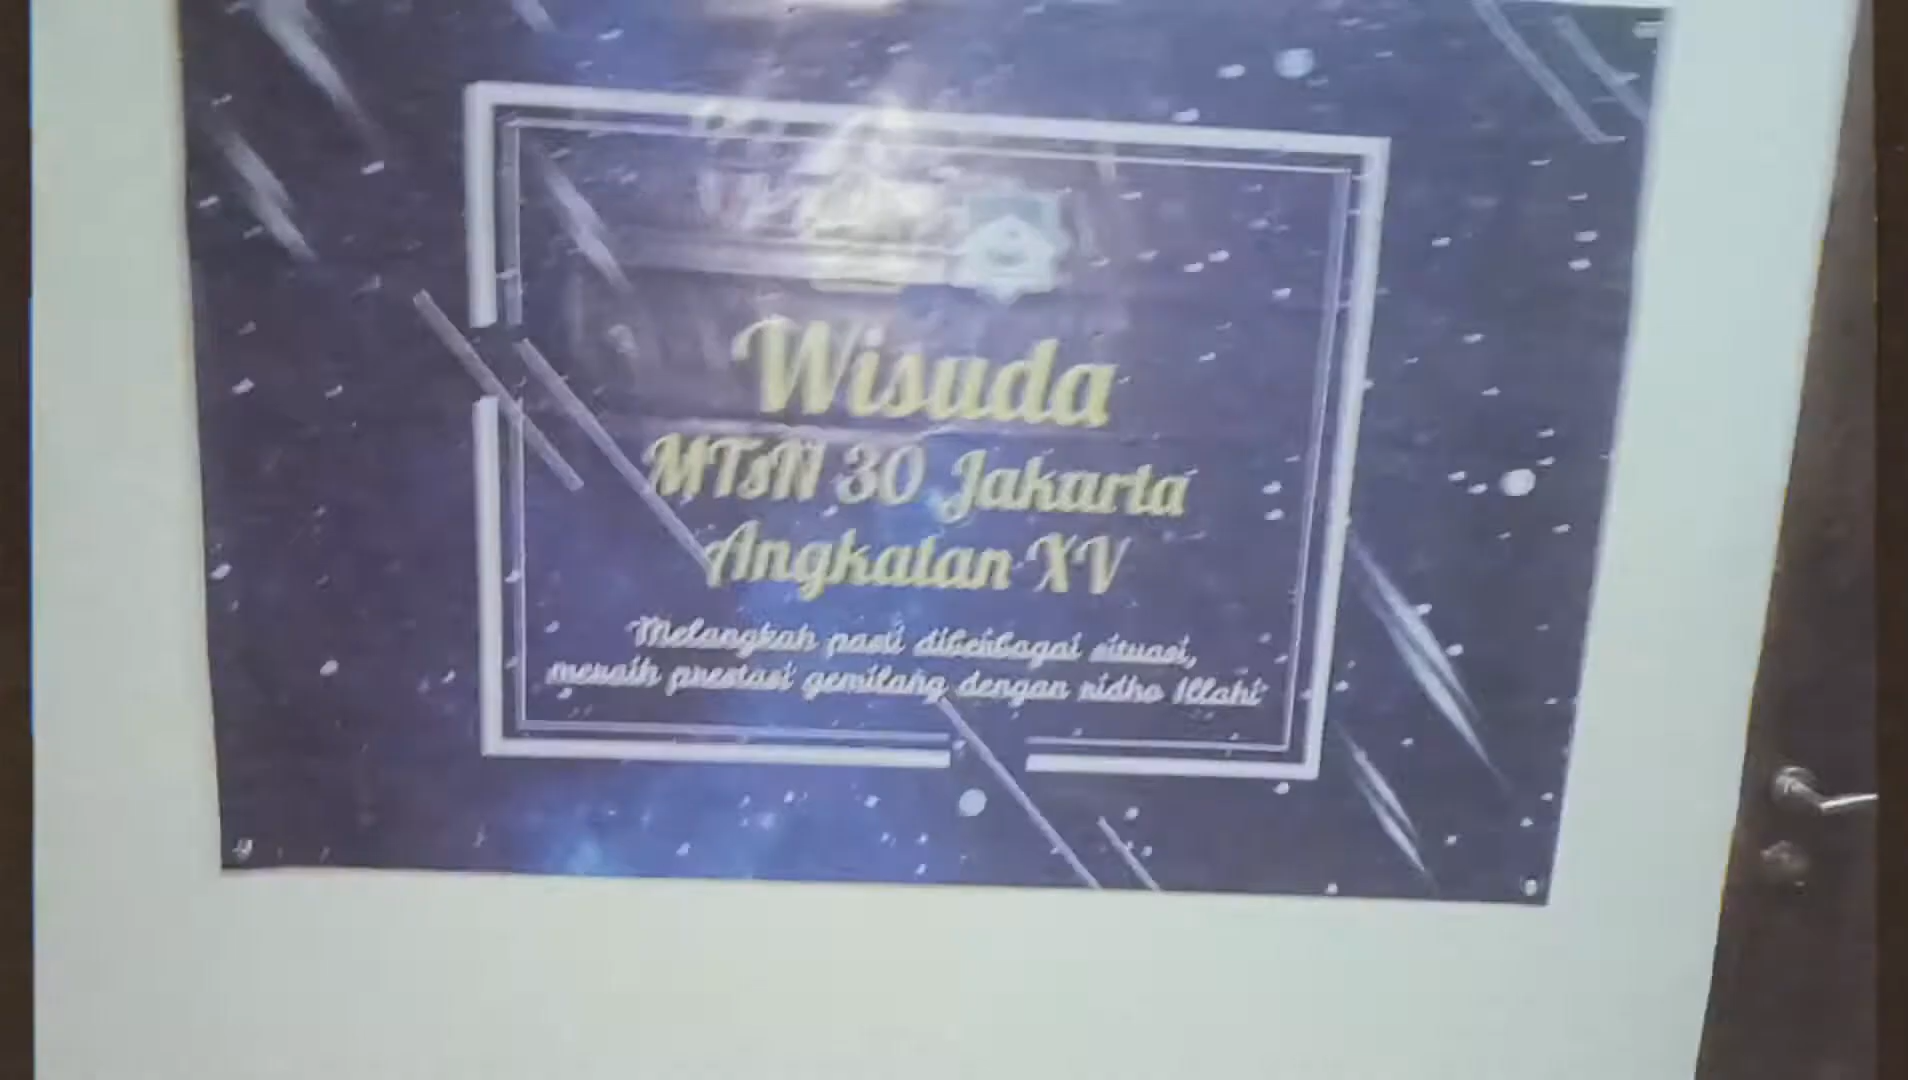 Wisuda
MTsN 30 Jakarta
Angkatan XV
Melangkah pasti diberbagai situasi,
meraih prestasi gemilang dengan ridho Illahi